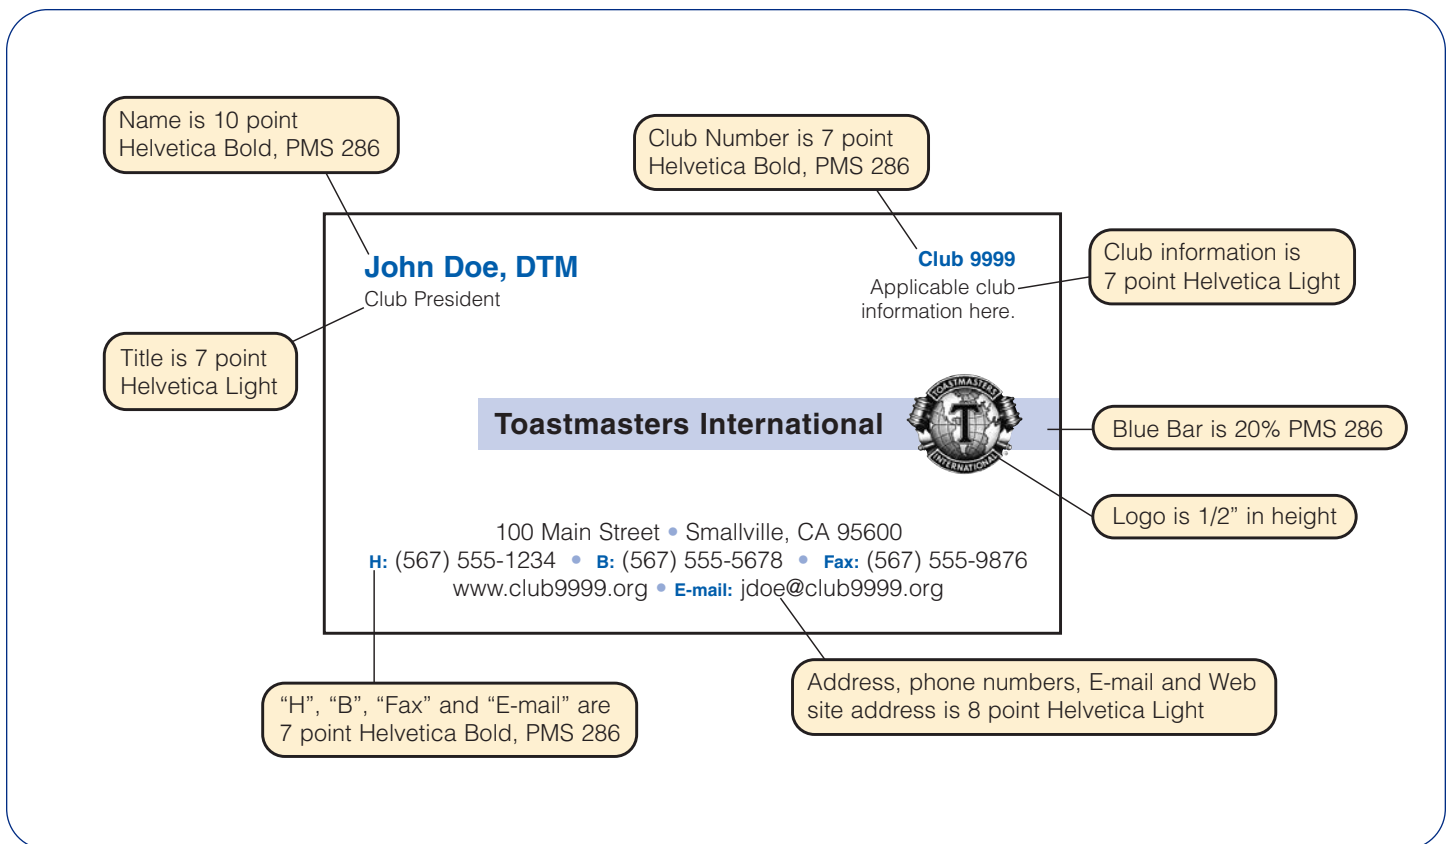 Name is 10 point
Helvetica Bold, PMS 286
Club Number is 7 point
Helvetica Bold, PMS 286
John Doe, DTM
Club President
Club 9999
Applicable club
information here.
Club information is
7 point Helvetica Light
Title is 7 point
Helvetica Light
Toastmasters International
TOASTMASTERS
T
INTERNATIONAL
Blue Bar is 20% PMS 286
Logo is 1/2” in height
100 Main Street • Smallville, CA 95600
H: (567) 555-1234 • B: (567) 555-5678 • Fax: (567) 555-9876
www.club9999.org • E-mail: jdoe@club9999.org
“H”, “B”, “Fax” and “E-mail” are
7 point Helvetica Bold, PMS 286
Address, phone numbers, E-mail and Web
site address is 8 point Helvetica Light